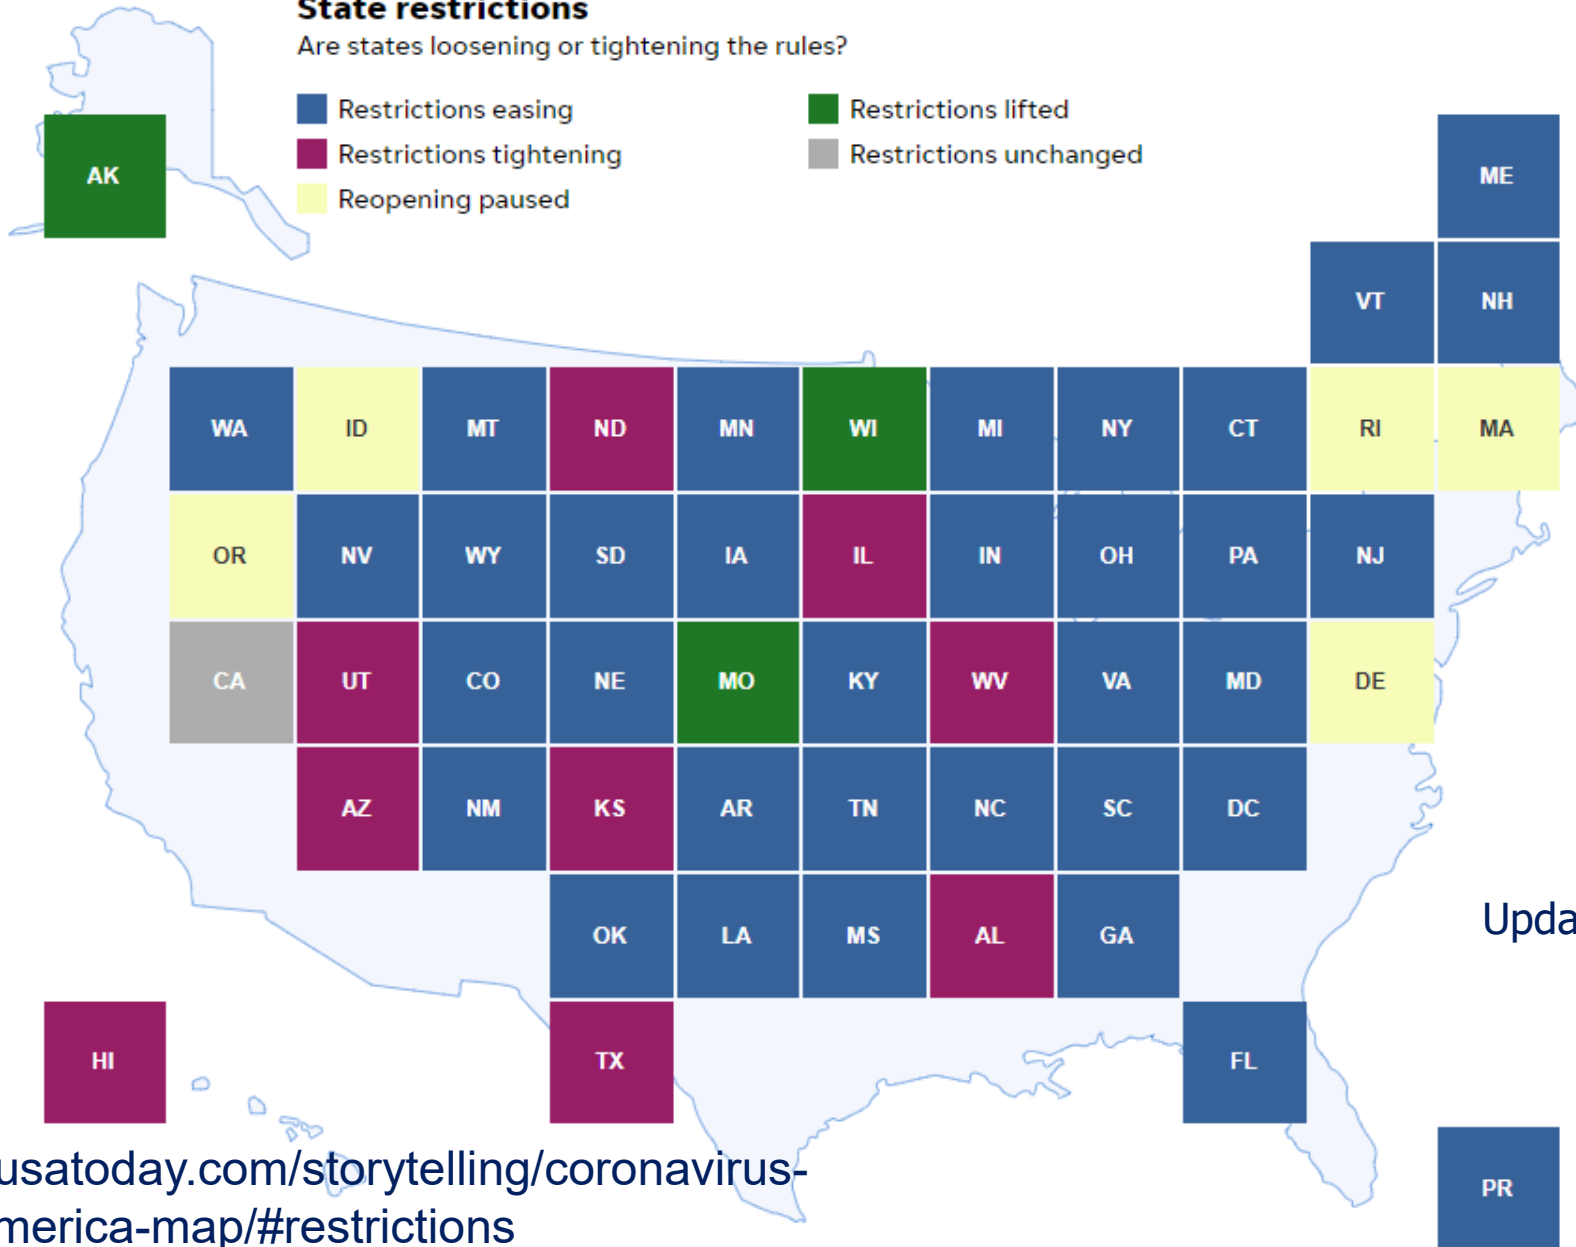 State restrictions
Are states loosening or tightening the rules?
Restrictions easing
Restrictions lifted
Restrictions tightening
Restrictions unchanged
Reopening paused
AK
ME
VT NH
WA ID MT ND MN WI MI NY CT RI MA
OR NV WY SD IA IL IN OH PA NJ
CA UT CO NE MO KY WV VA MD DE
AZ NM KS AR TN NC SC DC
OK LA MS AL GA
Upda
HI TX FL
usatoday.com/storytelling/coronavirus-
merica-map/#restrictions
PR